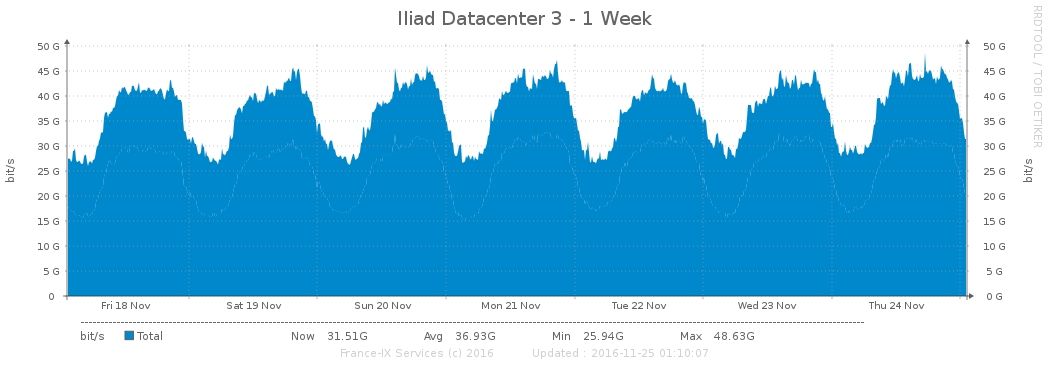 Iliad Datacenter 3 - 1 Week
RRDTOOL / TOBI OETIKER
50 G 50 G
45 G 45 G
40 G 40 G
35 G 35 G
30 G 30 G
25 G 25 G
20 G 20 G
15 G 15 G
10 G 10 G
5 G 5 G
0 0 G
bit/s bit/s
Fri 18 Nov Sat 19 Nov Sun 20 Nov Mon 21 Nov Tue 22 Nov Wed 23 Nov Thu 24 Nov
bit/s Total Now 31.51G Avg 36.93G Min 25.94G Max 48.63G
France-IX Services (c) 2016 Updated : 2016-11-25 01:10:07